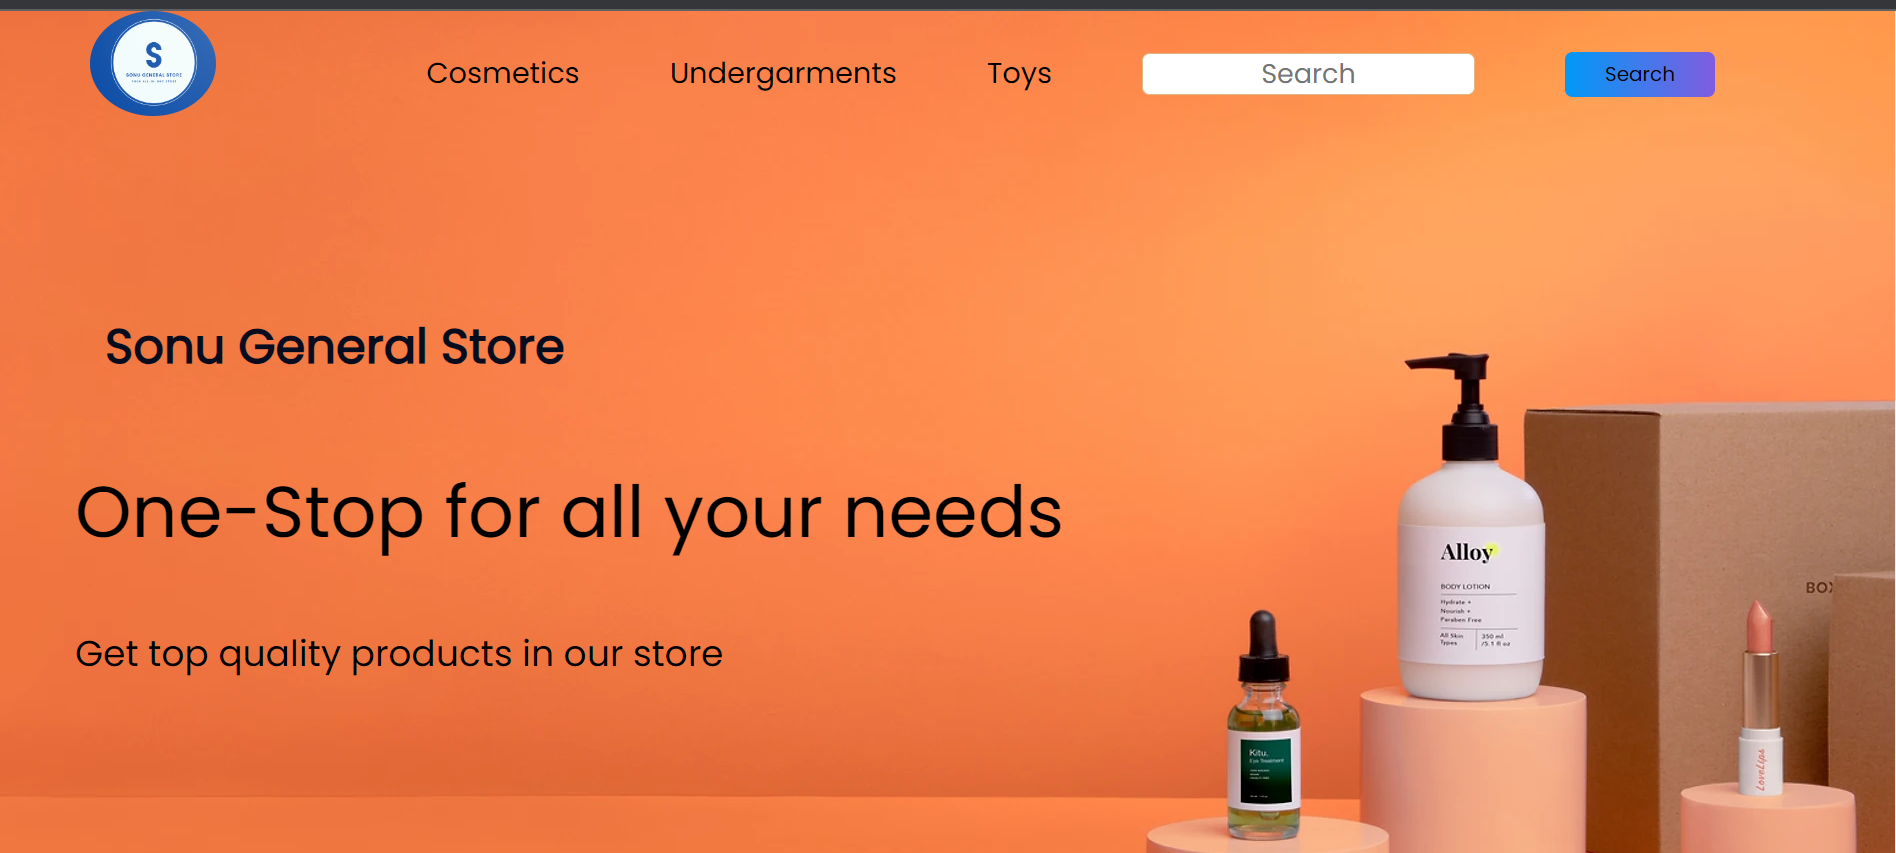 S
SONU GENERAL STORE
Cosmetics
Undergarments
Toys
Search
Search
Sonu General Store
One-Stop for all your needs
Get top quality products in our store
Alloy
BODY LOTION
Hydrate +
Nourish +
Paraben Free
All Skin
Types
350 ml
/5.1 fl oz
BOX
Kitu.
Eye Treatment
LoveLips